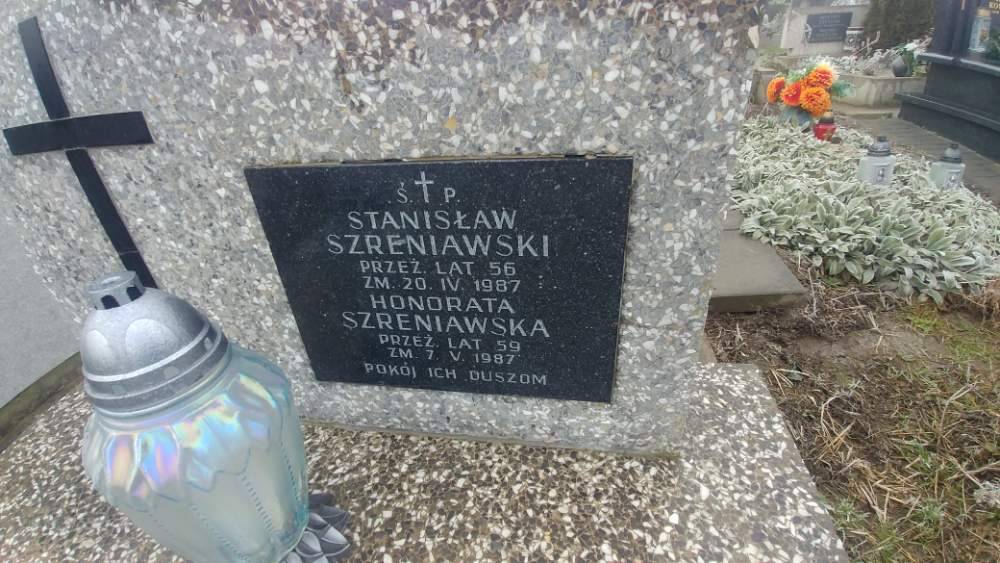 Ś. P.
STANISŁAW
SZRENIAWSKI
PRZEŻ. LAT 56
ZM. 20. IV. 1987
HONORATA
SZRENIAWSKA
PRZEŻ. LAT 59
ZM. 7. V. 1987
POKÓJ ICH DUSZOM